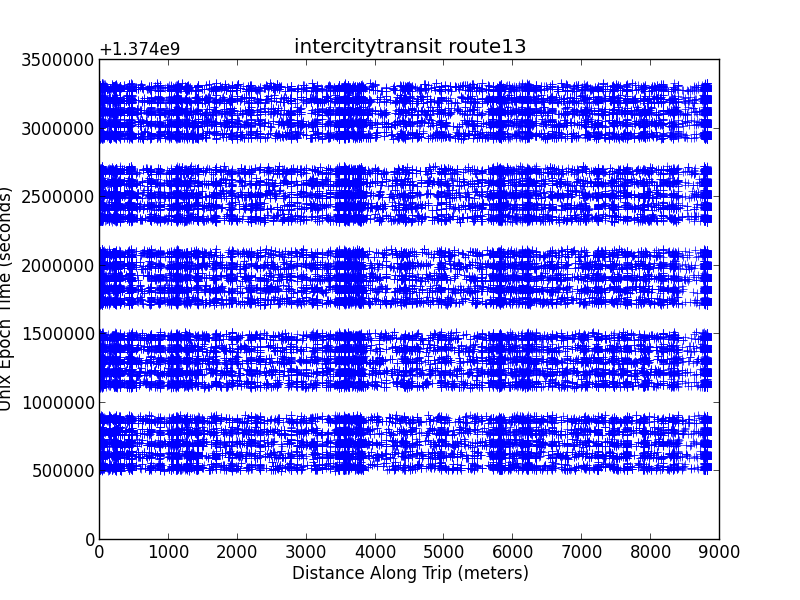 intercitytransit route13
+1.374e9
3500000
3000000
2500000
2000000
1500000
1000000
500000
0
0 1000 2000 3000 4000 5000 6000 7000 8000 9000
Distance Along Trip (meters)
Unix Epoch Time (seconds)